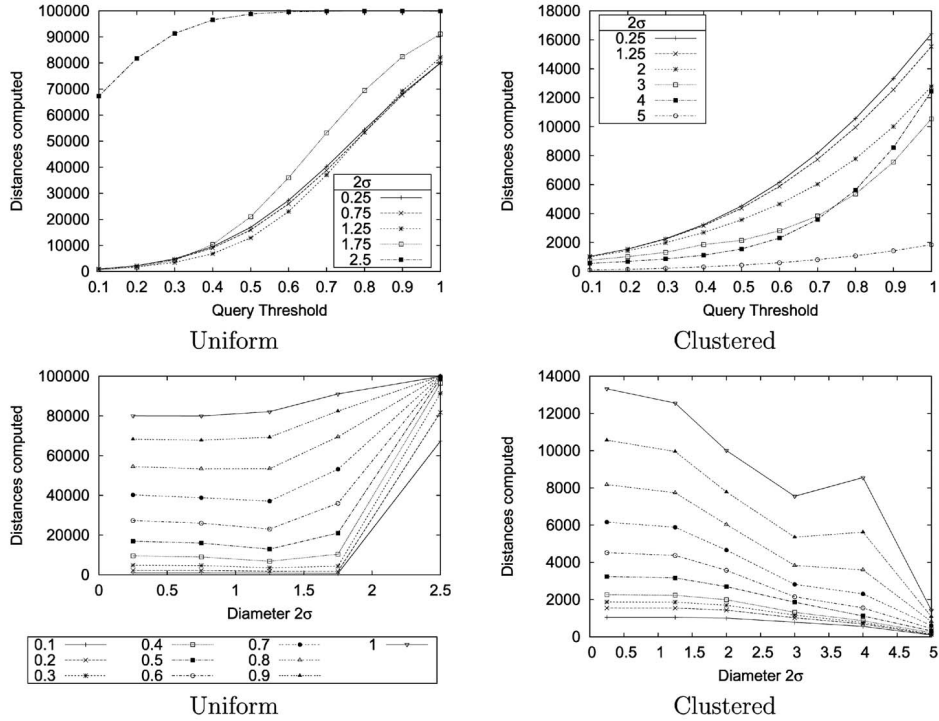 100000
90000
80000
70000
60000
50000
40000
30000
20000
10000
0
Distances computed
0.1 0.2 0.3 0.4 0.5 0.6 0.7 0.8 0.9 1
Query Threshold
2σ
0.25
0.75
1.25
1.75
2.5
Uniform
18000
16000
14000
12000
10000
8000
6000
4000
2000
0
Distances computed
0.1 0.2 0.3 0.4 0.5 0.6 0.7 0.8 0.9 1
Query Threshold
2σ
0.25
1.25
2
3
4
5
Clustered
100000
80000
60000
40000
20000
0
Distances computed
0 0.5 1 1.5 2 2.5
Diameter 2σ
0.1 0.4 0.7 1
0.2 0.5 0.8
0.3 0.6 0.9
Uniform
14000
12000
10000
8000
6000
4000
2000
0
Distances computed
0 0.5 1 1.5 2 2.5 3 3.5 4 4.5 5
Diameter 2σ
Clustered